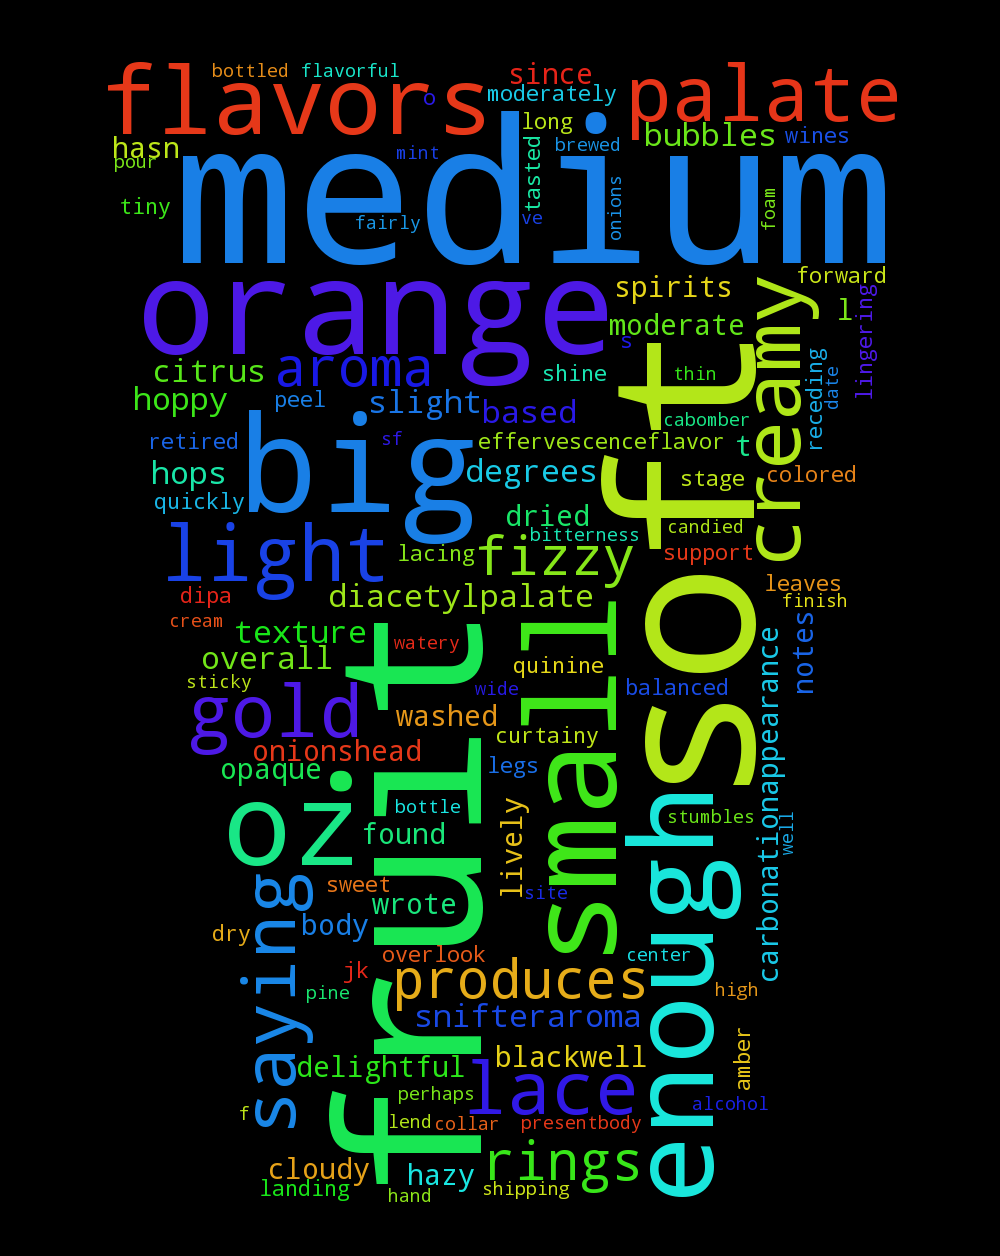 flavors
bottled
flavorful
o
since
moderately
palate
hasn
pour
medium
mint
long
tasted
brewed
bubbles
wines
onions
foam
tiny
fairly
ve
orange
spirits
forward
moderate
l
lingering
s
creamy
citrus
aroma
shine
thin
receding
date
hoppy
peel
slight
based
cabomber
retired
sf
effervescenceflavor
t
big
soft
hops
degrees
stage
colored
quickly
dried
candied
bitterness
light
lacing
fizzy
support
leaves
dipa
diacetylpalate
finish
cream
texture
watery
small
notes
overall
quinine
sticky
wide
balanced
carbonationappearance
gold
washed
curtainy
onionshead
opaque
legs
fruit
oz
bottle
lively
enough
stumbles
well
found
saying
sweet
site
wrote
body
dry
overlook
center
jk
produces
pine
high
snifteraroma
blackwell
amber
delightful
lace
perhaps
alcohol
f
lend
collar
presentbody
cloudy
hazy
rings
landing
hand
shipping